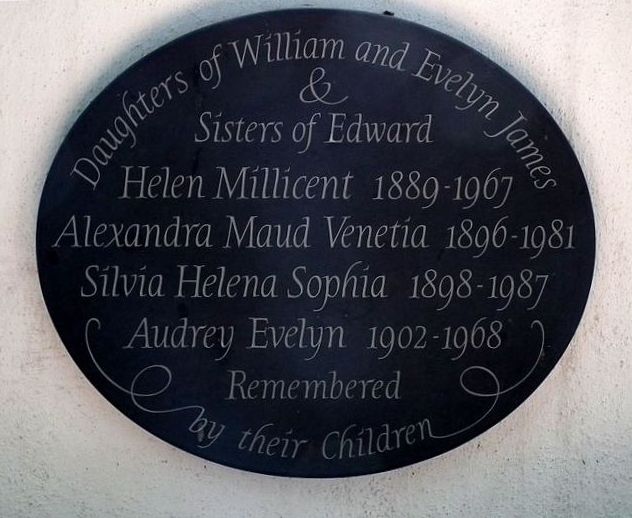 Daughters of William and Evelyn James
&
Sisters of Edward
Helen Millicent 1889-1967
Alexandra Maud Venetia 1896-1981
Silvia Helena Sophia 1898-1987
Audrey Evelyn 1902-1968
Remembered
by their Children